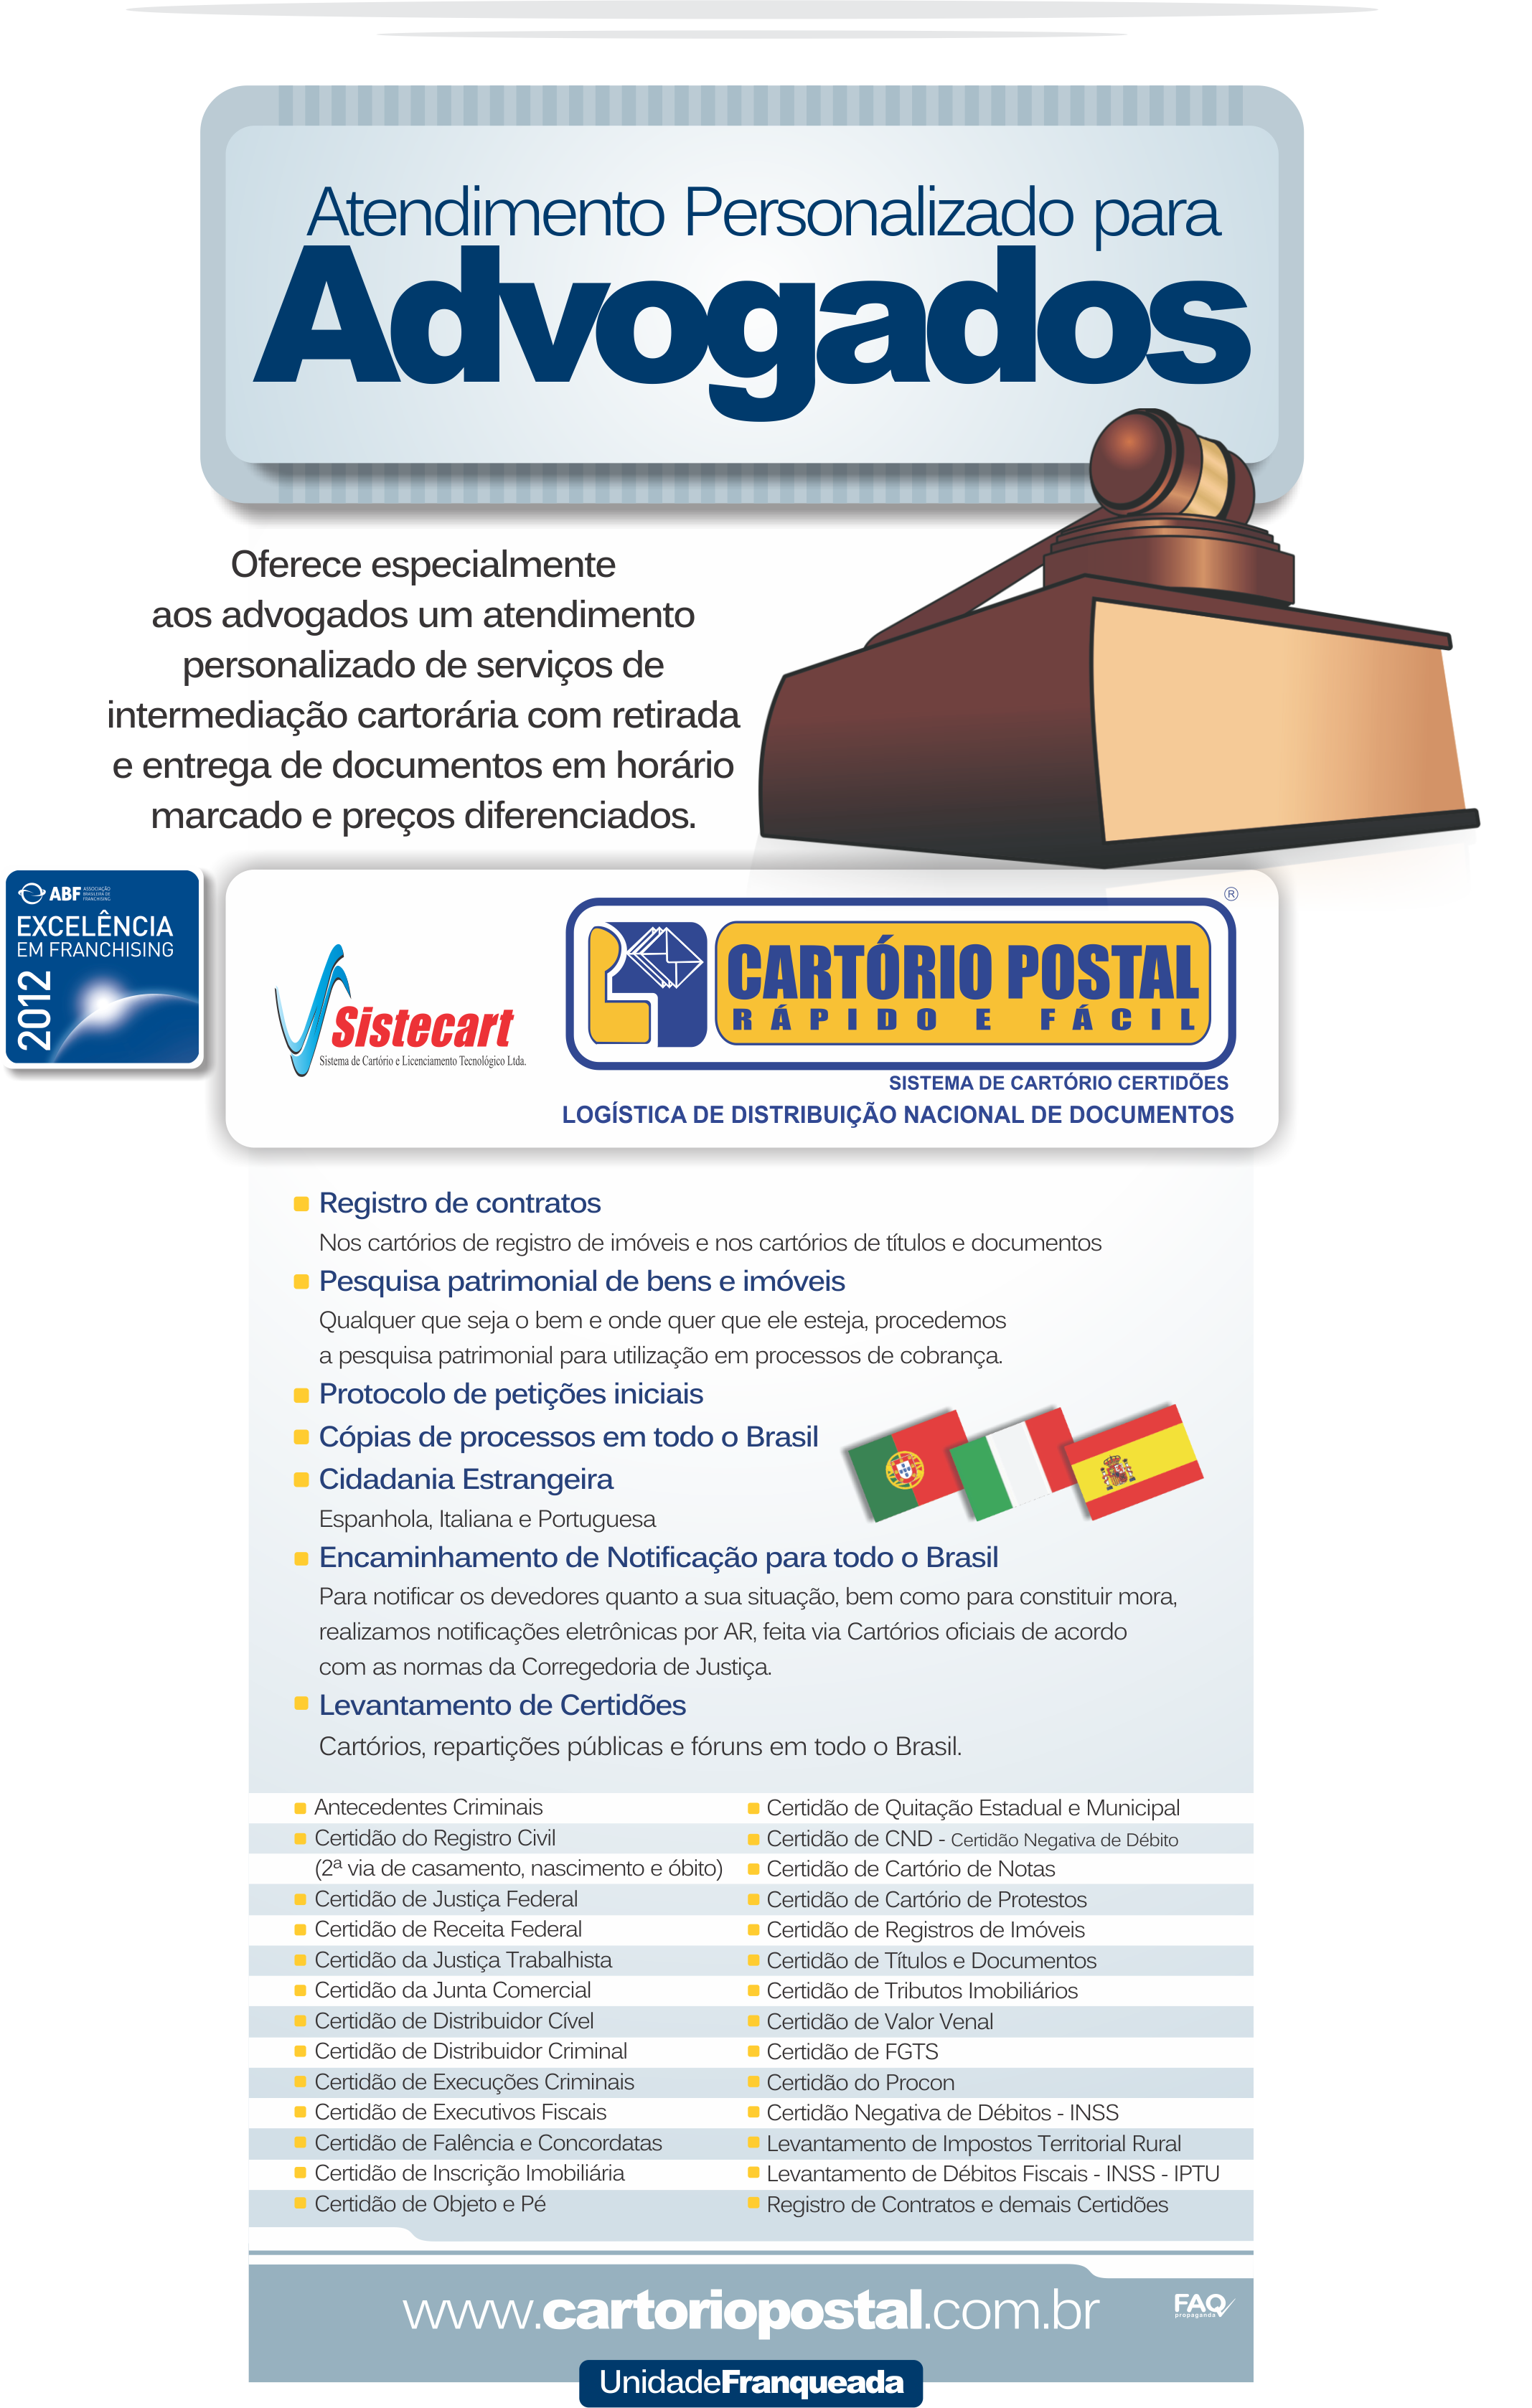 Atendimento Personalizado para
Advogados
Oferece especialmente
aos advogados um atendimento
personalizado de serviços de
intermediação cartorária com retirada
e entrega de documentos em horário
marcado e preços diferenciados.
ABF ASSOCIAÇÃO
BRASILEIRA DE
FRANCHISING
EXCELÊNCIA
EM FRANCHISING
2012
Sistecart
Sistema de Cartório e Licenciamento Tecnológico Ltda.
®
CARTÓRIO POSTAL
RÁPIDO E FÁCIL
SISTEMA DE CARTÓRIO CERTIDÕES
LOGÍSTICA DE DISTRIBUIÇÃO NACIONAL DE DOCUMENTOS
Registro de contratos
Nos cartórios de registro de imóveis e nos cartórios de títulos e documentos
Pesquisa patrimonial de bens e imóveis
Qualquer que seja o bem e onde quer que ele esteja, procedemos
a pesquisa patrimonial para utilização em processos de cobrança.
Protocolo de petições iniciais
Cópias de processos em todo o Brasil
Cidadania Estrangeira
Espanhola, Italiana e Portuguesa
Encaminhamento de Notificação para todo o Brasil
Para notificar os devedores quanto a sua situação, bem como para constituir mora,
realizamos notificações eletrônicas por AR, feita via Cartórios oficiais de acordo
com as normas da Corregedoria de Justiça.
Levantamento de Certidões
Cartórios, repartições públicas e fóruns em todo o Brasil.
Antecedentes Criminais
Certidão do Registro Civil
(2ª via de casamento, nascimento e óbito)
Certidão de Justiça Federal
Certidão de Receita Federal
Certidão da Justiça Trabalhista
Certidão da Junta Comercial
Certidão de Distribuidor Cível
Certidão de Distribuidor Criminal
Certidão de Execuções Criminais
Certidão de Executivos Fiscais
Certidão de Falência e Concordatas
Certidão de Inscrição Imobiliária
Certidão de Objeto e Pé
Certidão de Quitação Estadual e Municipal
Certidão de CND - Certidão Negativa de Débito
Certidão de Cartório de Notas
Certidão de Cartório de Protestos
Certidão de Registros de Imóveis
Certidão de Títulos e Documentos
Certidão de Tributos Imobiliários
Certidão de Valor Venal
Certidão de FGTS
Certidão do Procon
Certidão Negativa de Débitos - INSS
Levantamento de Impostos Territorial Rural
Levantamento de Débitos Fiscais - INSS - IPTU
Registro de Contratos e demais Certidões
www.cartoriopostal.com.br
FAQ
propaganda
UnidadeFranqueada